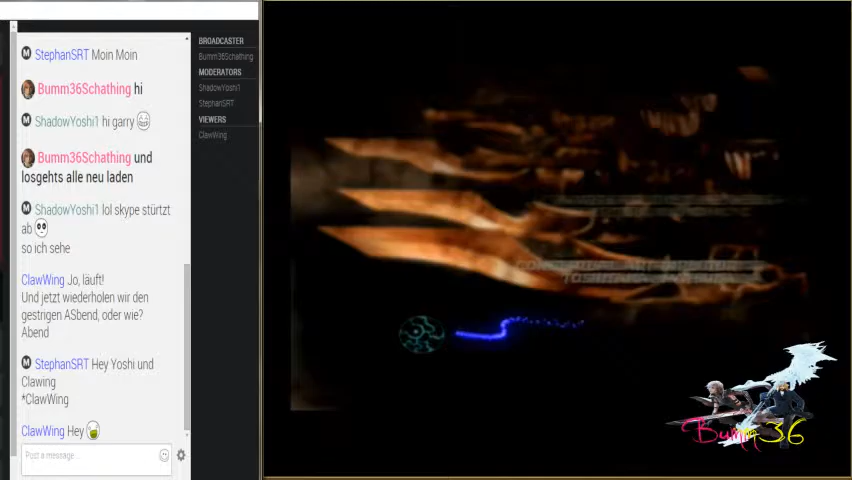 StephanSRT Moin Moin
Bumm36Schathing hi
ShadowYoshi1 hi garry
Bumm36Schathing und
losgehts alle neu laden
ShadowYoshi1 lol skype stürtzt
ab
so ich sehe
ClawWing Jo, läuft!
Und jetzt wiederholen wir den
gestrigen ASbend, oder wie?
Abend
StephanSRT Hey Yoshi und
Clawing
*ClawWing
ClawWing Hey
Post a message...
BROADCASTER
Bumm36Schathing
MODERATORS
ShadowYoshi1
StephanSRT
VIEWERS
ClawWing
Bumm36